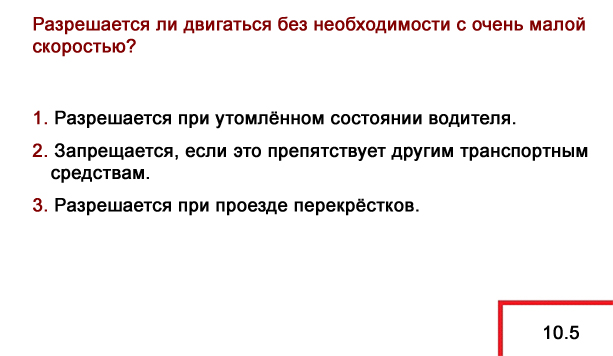 Разрешается ли двигаться без необходимости с очень малой
скоростью?
1. Разрешается при утомлённом состоянии водителя.
2. Запрещается, если это препятствует другим транспортным
средствам.
3. Разрешается при проезде перекрёстков.
10.5